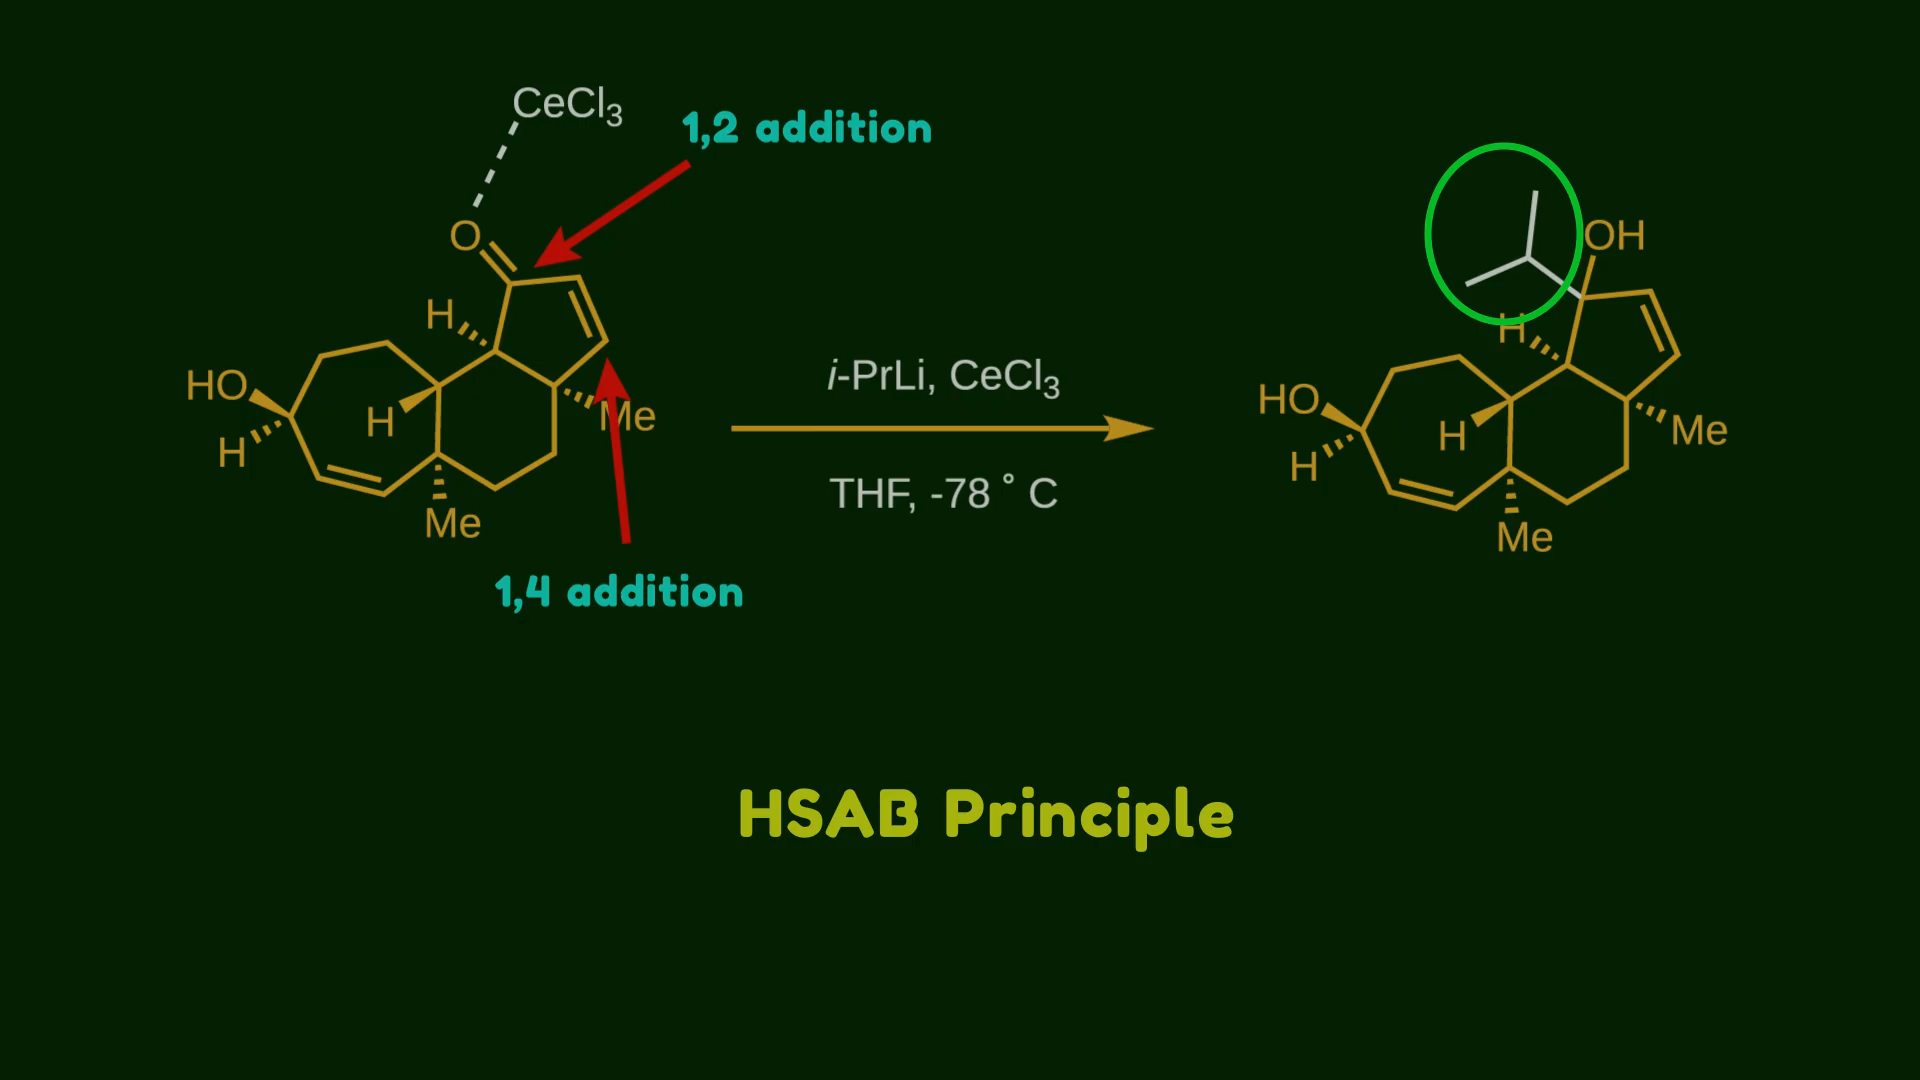 CeCl3
1,2 addition
O
H
HO
H
H
Me
Me
1,4 addition
i-PrLi, CeCl3
THF, -78 ° C
OH
H
HO
H
H
Me
Me
HSAB Principle